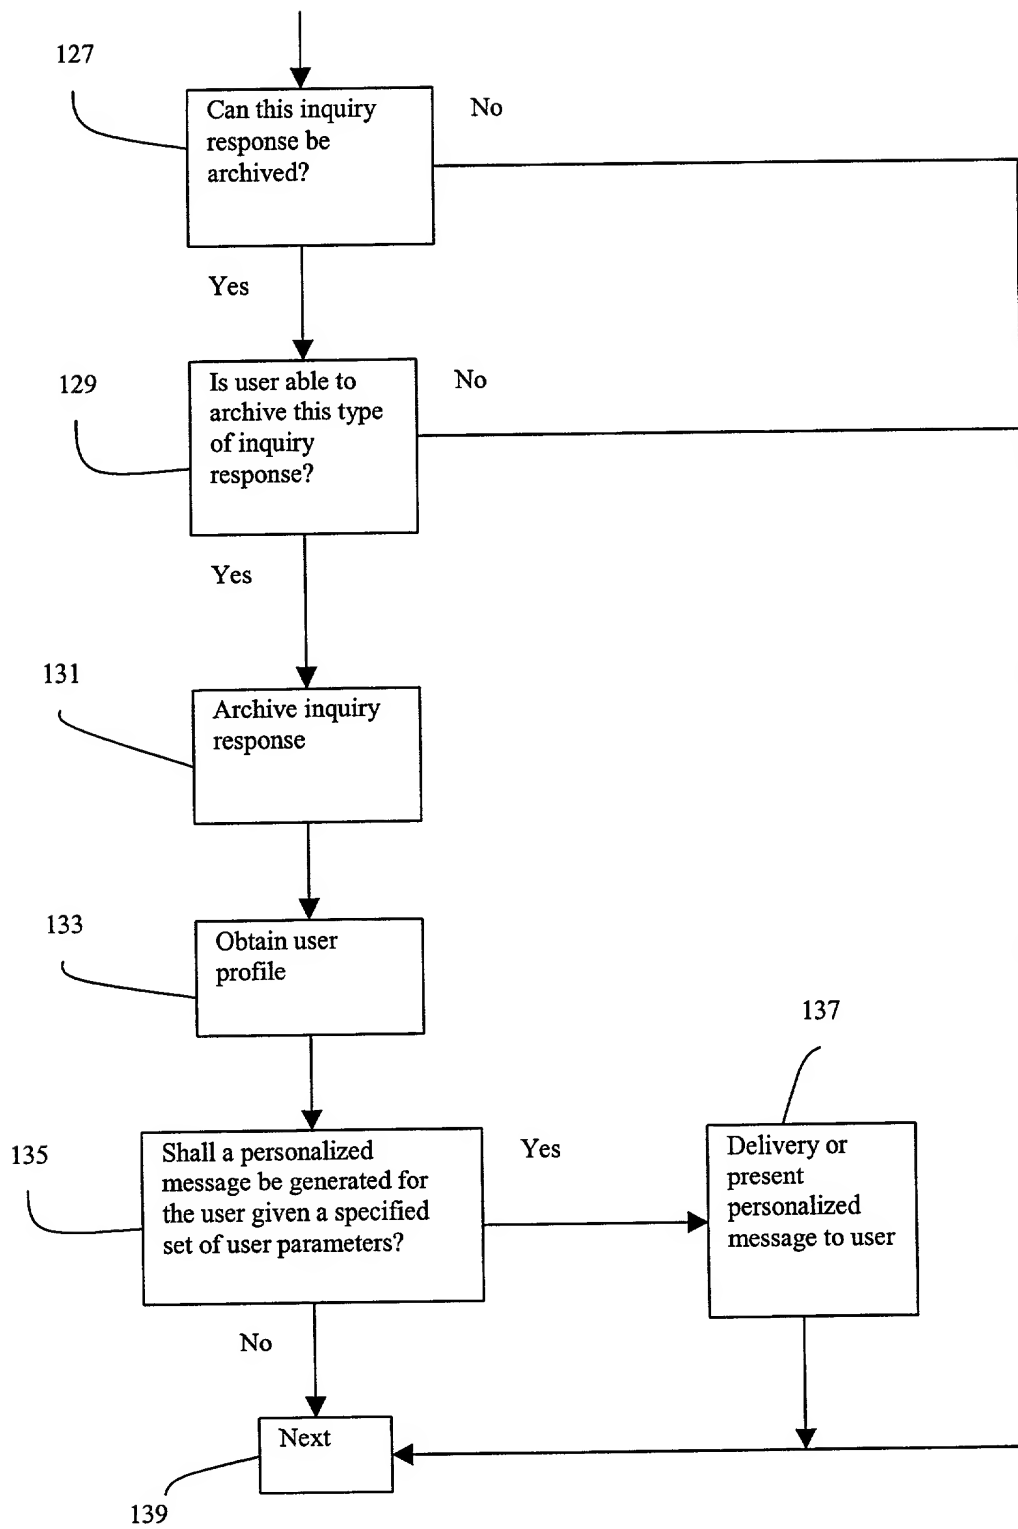 127
Can this inquiry
response be
archived?
No
Yes
129
Is user able to
archive this type
of inquiry
response?
No
Yes
131
Archive inquiry
response
133
Obtain user
profile
137
135
Shall a personalized
message be generated for
the user given a specified
set of user parameters?
Yes
Delivery or
present
personalized
message to user
No
Next
139